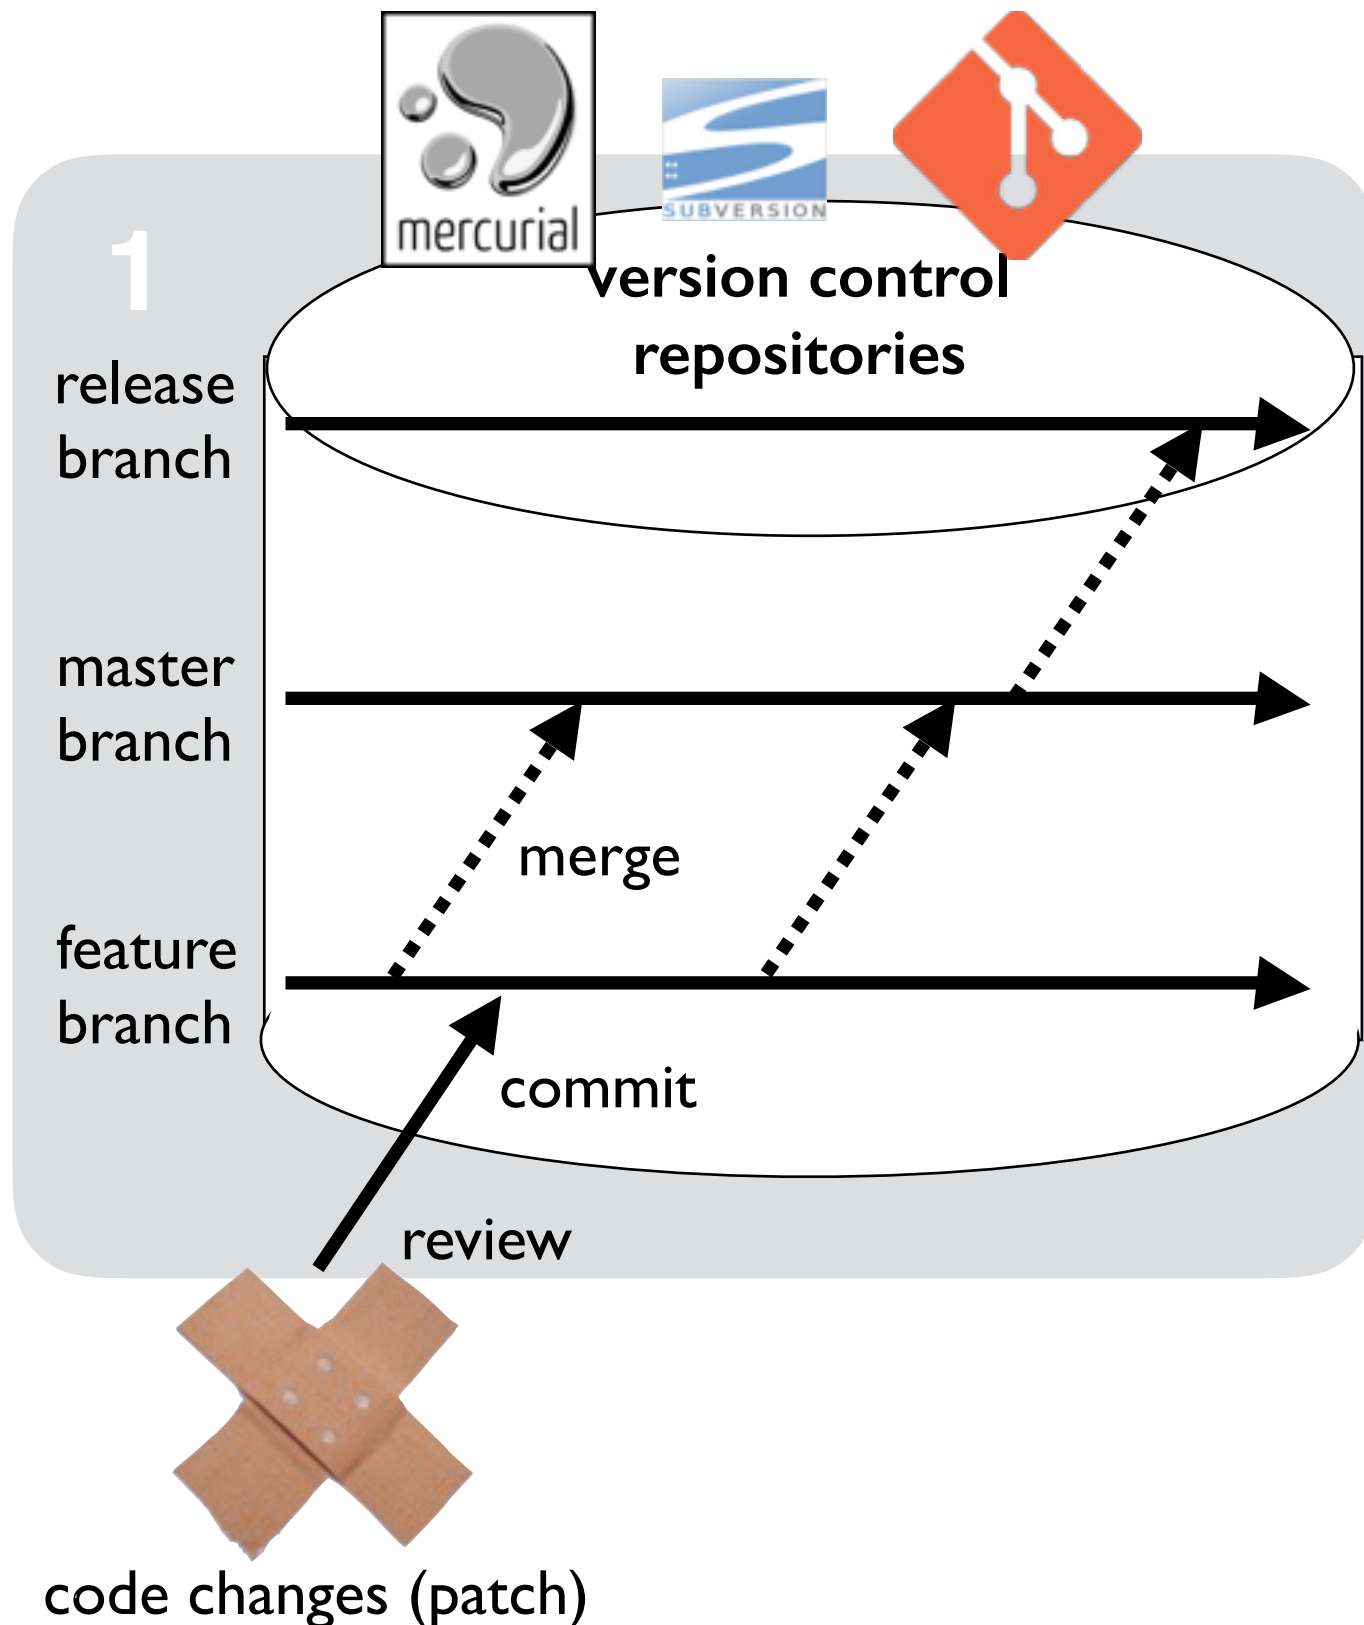 mercurial
SUBVERSION
1
version control
repositories
release
branch
master
branch
merge
feature
branch
commit
review
code changes (patch)